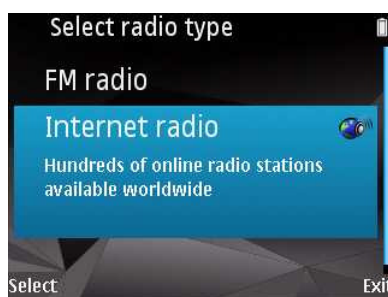 Select radio type
FM radio
Internet radio
Hundreds of online radio stations
available worldwide
Select Exit